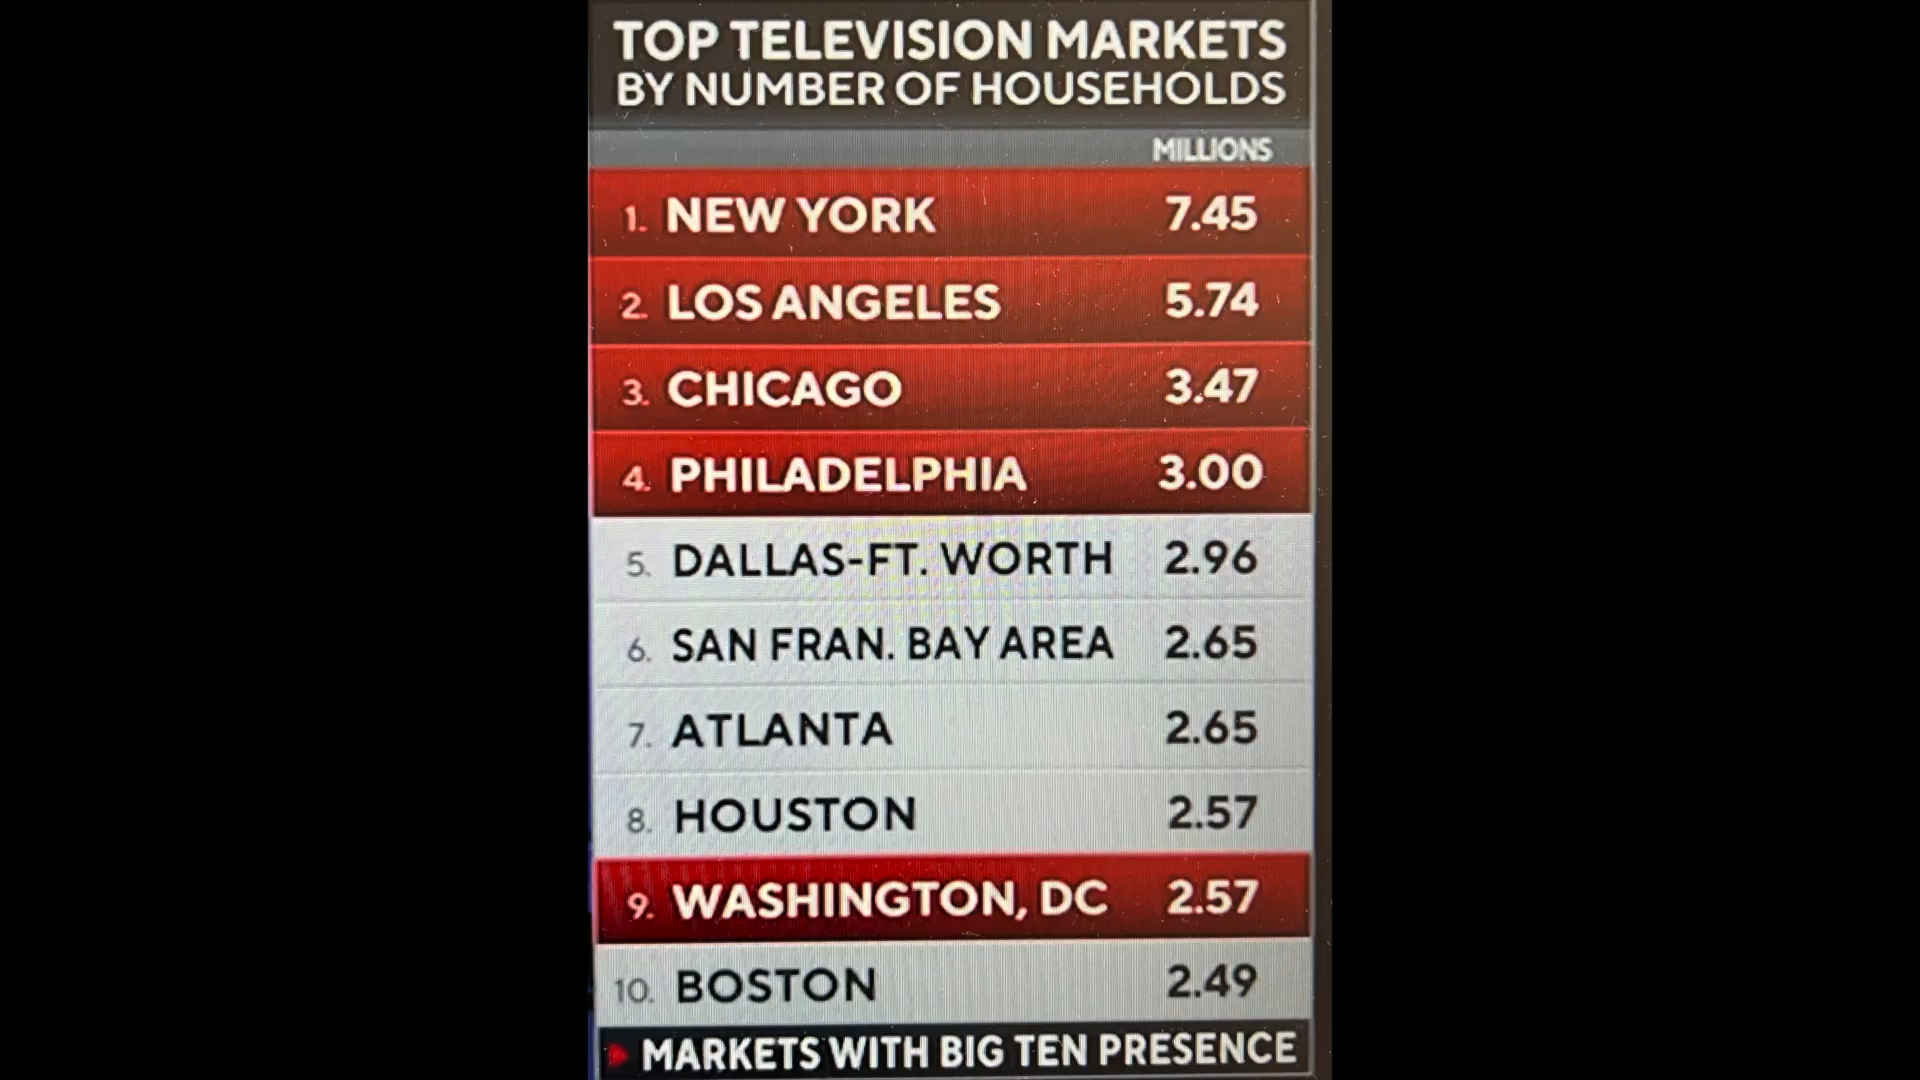 TOP TELEVISION MARKETS
BY NUMBER OF HOUSEHOLDS
MILLIONS
1. NEW YORK 7.45
2. LOS ANGELES 5.74
3. CHICAGO 3.47
4. PHILADELPHIA 3.00
5. DALLAS-FT. WORTH 2.96
6. SAN FRAN. BAY AREA 2.65
7. ATLANTA 2.65
8. HOUSTON 2.57
9. WASHINGTON, DC 2.57
10. BOSTON 2.49
MARKETS WITH BIG TEN PRESENCE